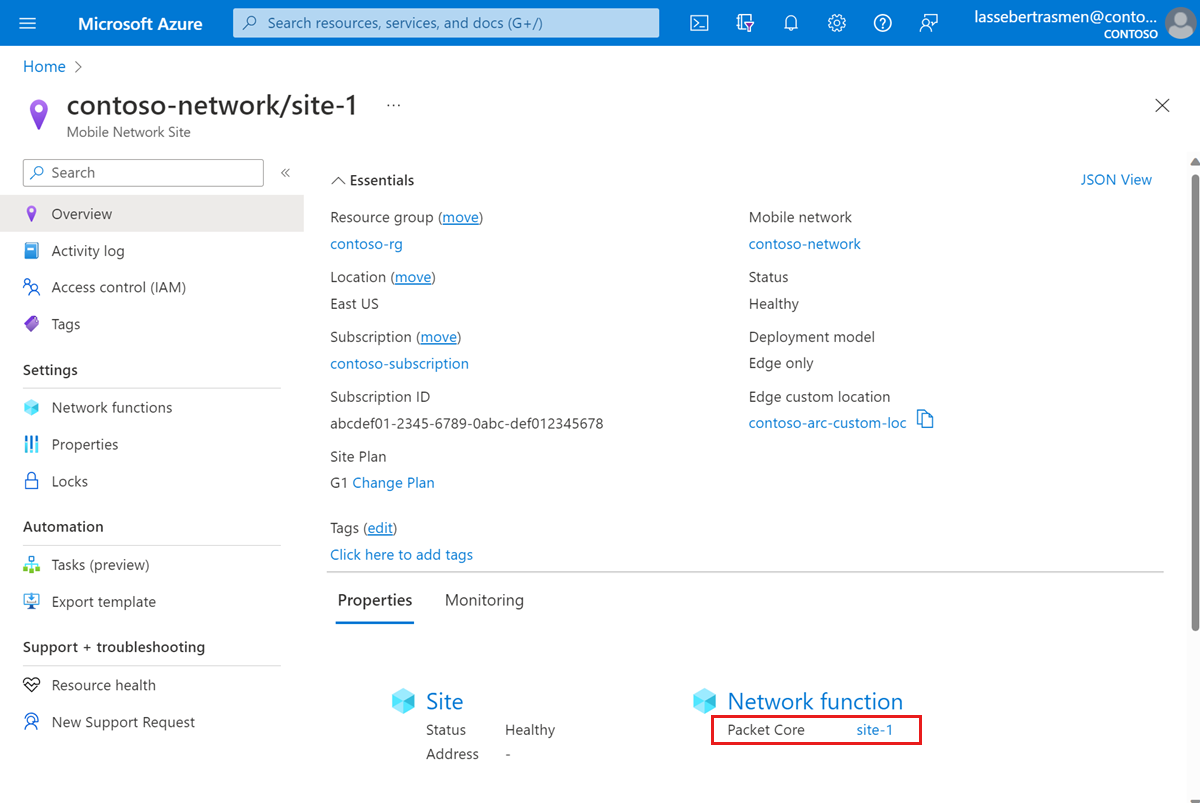 Microsoft Azure
Search resources, services, and docs (G+/)
lassebertrasmen@conto...
CONTOSO
Home
contoso-network/site-1 ...
Mobile Network Site
Search
Overview
Activity log
Access control (IAM)
Tags
Settings
Network functions
Properties
Locks
Automation
Tasks (preview)
Export template
Support + troubleshooting
Resource health
New Support Request
Essentials
JSON View
Resource group (move)
contoso-rg
Location (move)
East US
Subscription (move)
contoso-subscription
Subscription ID
abcdef01-2345-6789-0abc-def012345678
Site Plan
G1 Change Plan
Tags (edit)
Click here to add tags
Mobile network
contoso-network
Status
Healthy
Deployment model
Edge only
Edge custom location
contoso-arc-custom-loc
Properties Monitoring
Site
Status Healthy
Address -
Network function
Packet Core site-1